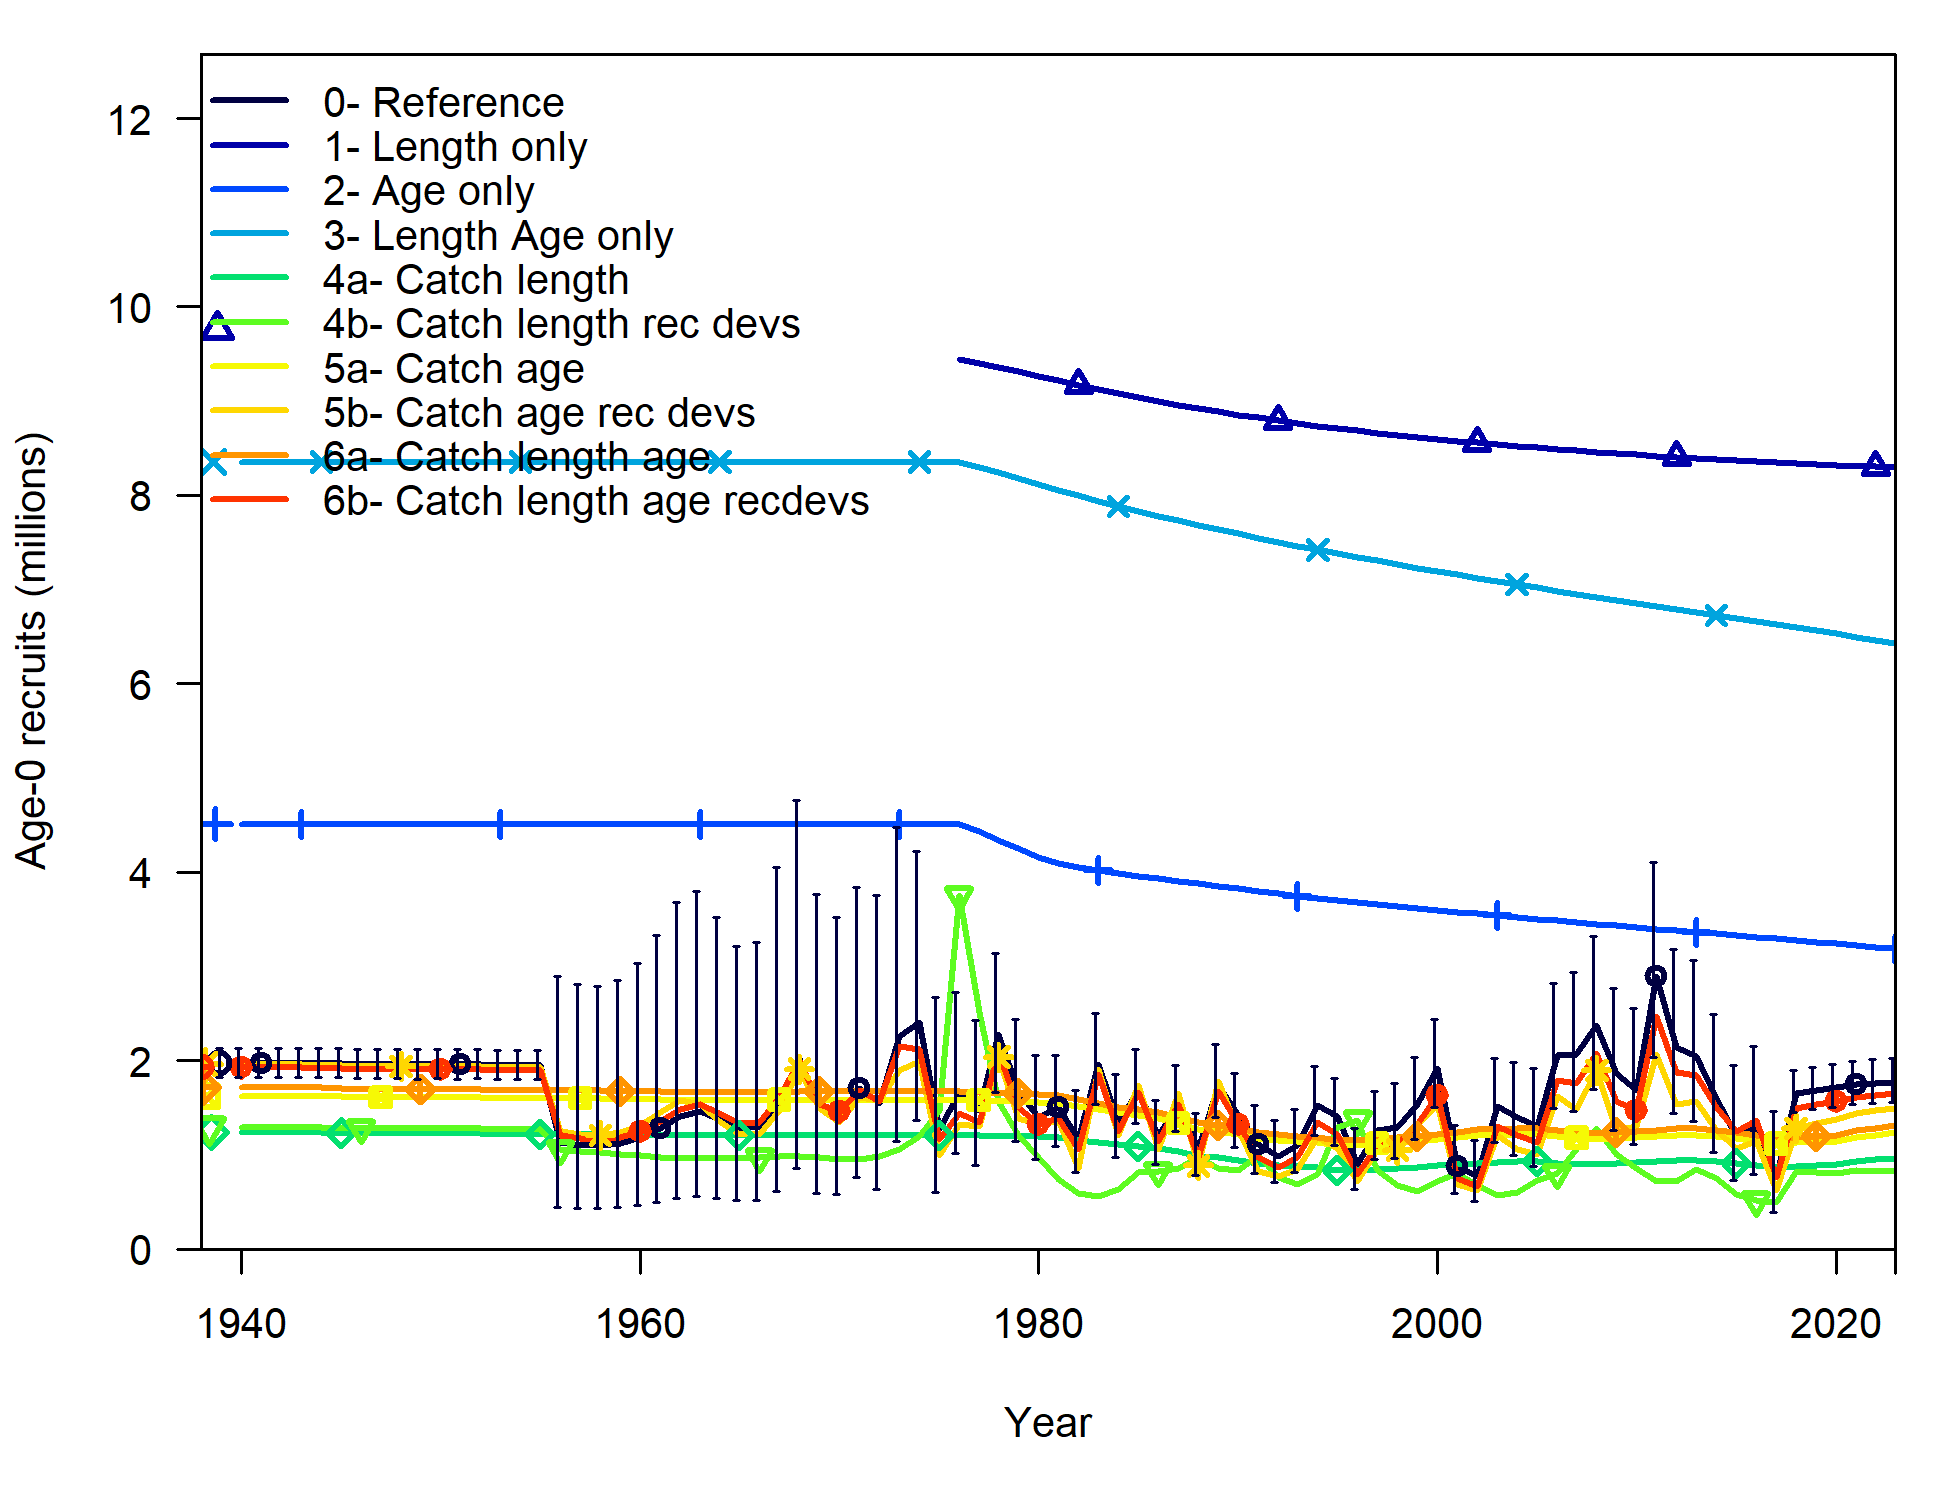 12
10
8
6
4
2
0
Age-0 recruits (millions)
0- Reference
1- Length only
2- Age only
3- Length Age only
4a- Catch length
4b- Catch length rec devs
5a- Catch age
5b- Catch age rec devs
6a- Catch length age
6b- Catch length age recdevs
1940 1960 1980 2000 2020
Year